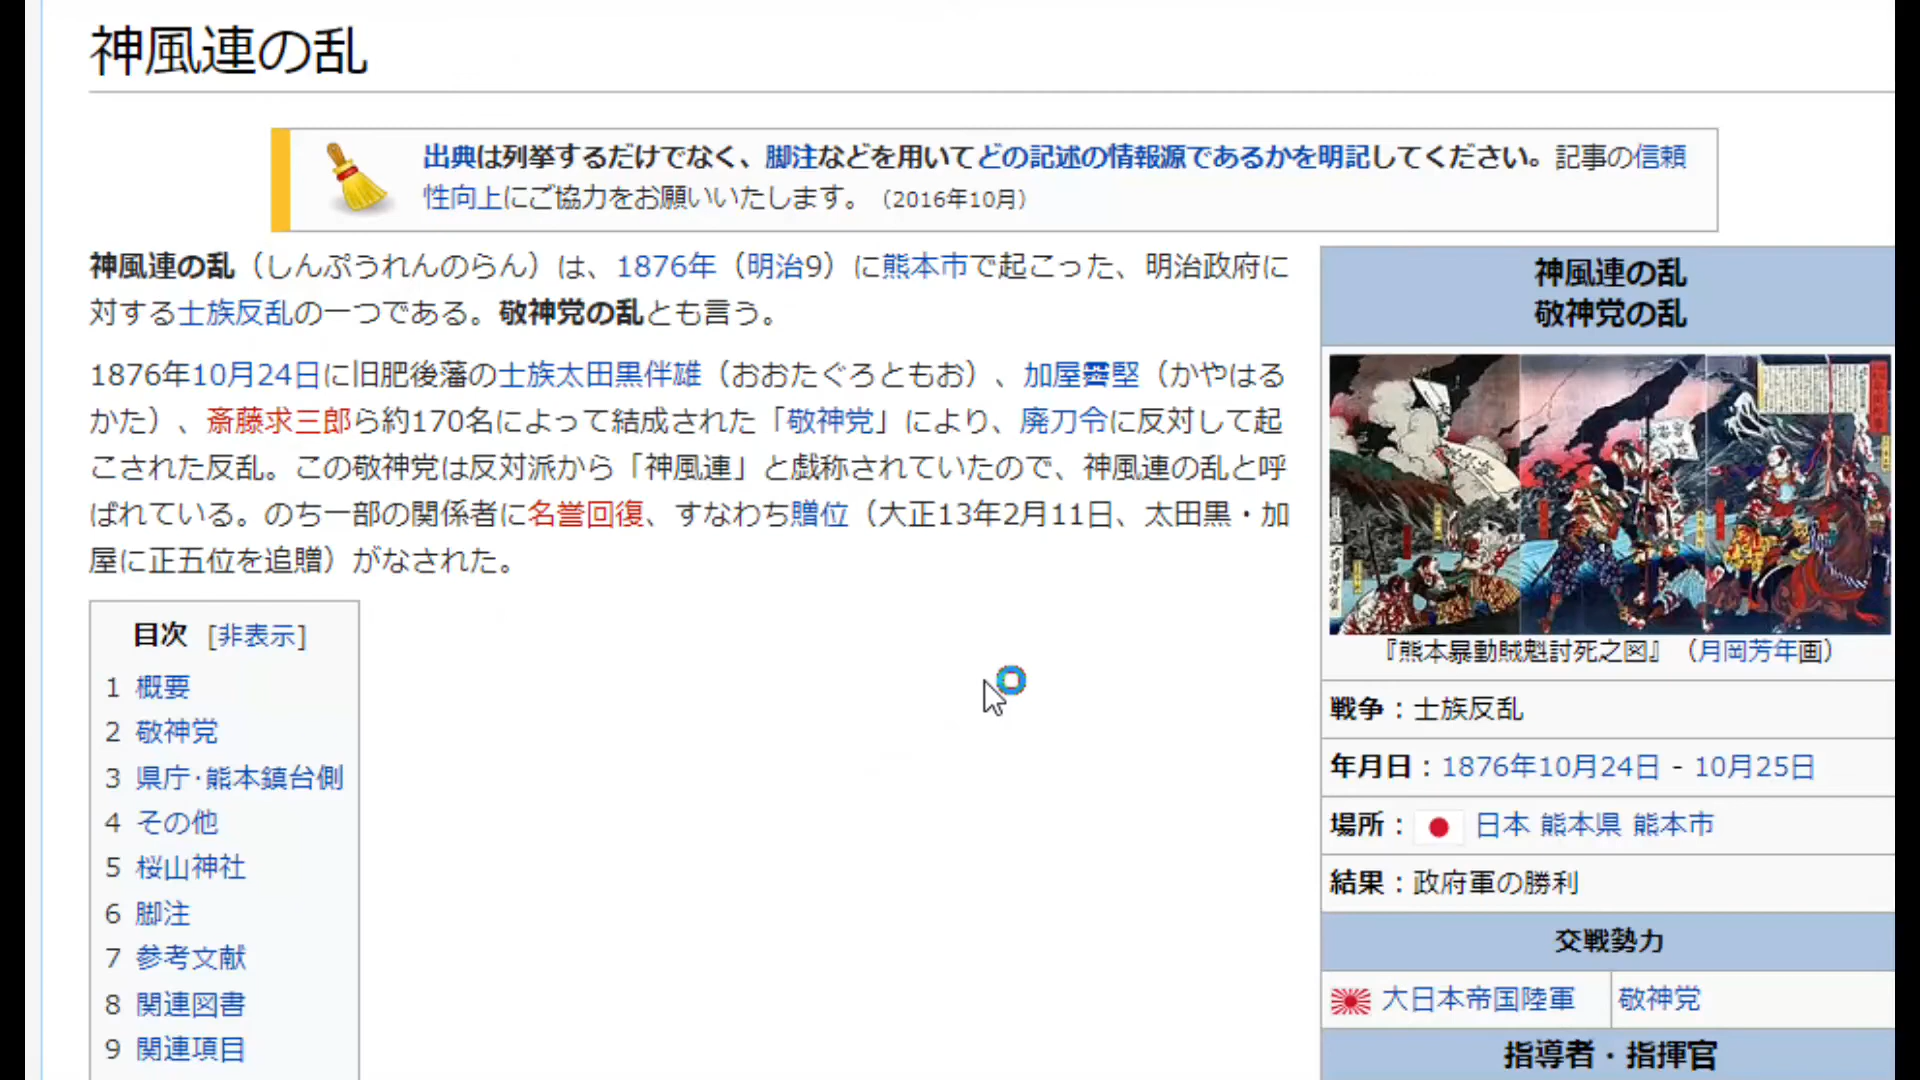 神風連の乱
出典は列挙するだけでなく、脚注などを用いてどの記述の情報源であるかを明記してください。記事の信頼
性向上にご協力をお願いいたします。（2016年10月）
神風連の乱（しんぷうれんのらん）は、1876年（明治9）に熊本市で起こった、明治政府に
対する士族反乱の一つである。敬神党の乱とも言う。
1876年10月24日に旧肥後藩の士族太田黒伴雄（おおたぐろともお）、加屋霽堅（かやはる
かた）、斎藤求三郎ら約170名によって結成された「敬神党」により、廃刀令に反対して起
こされた反乱。この敬神党は反対派から「神風連」と戯称されていたので、神風連の乱と呼
ばれている。のち一部の関係者に名誉回復、すなわち贈位（大正13年2月11日、太田黒・加
屋に正五位を追贈）がなされた。
目次 [非表示]
1 概要
2 敬神党
3 県庁・熊本鎮台側
4 その他
5 桜山神社
6 脚注
7 参考文献
8 関連図書
9 関連項目
神風連の乱
敬神党の乱
『熊本暴動賊魁討死之図』（月岡芳年画）
戦争：士族反乱
年月日：1876年10月24日 - 10月25日
場所： 日本 熊本県 熊本市
結果：政府軍の勝利
交戦勢力
大日本帝国陸軍 敬神党
指導者・指揮官